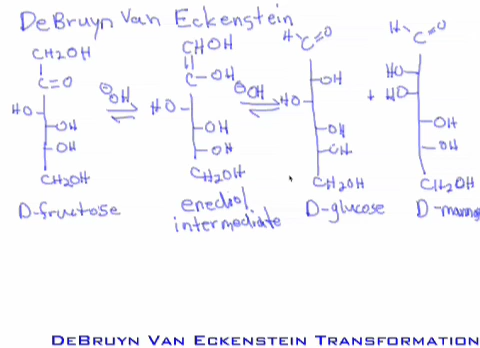 DeBruyn Van Eckenstein
CH2OH
C=O
HO
OH
OH
CH2OH
D-fructose
⊖OH
CHOH
C-OH
HO
OH
OH
CH2OH
enediol
intermediate
⊖OH
H C=O
OH
HO
OH
OH
CH2OH
D-glucose
+
H C=O
HO
HO
OH
OH
CH2OH
D-manno
DEBRUYN VAN ECKENSTEIN TRANSFORMATION